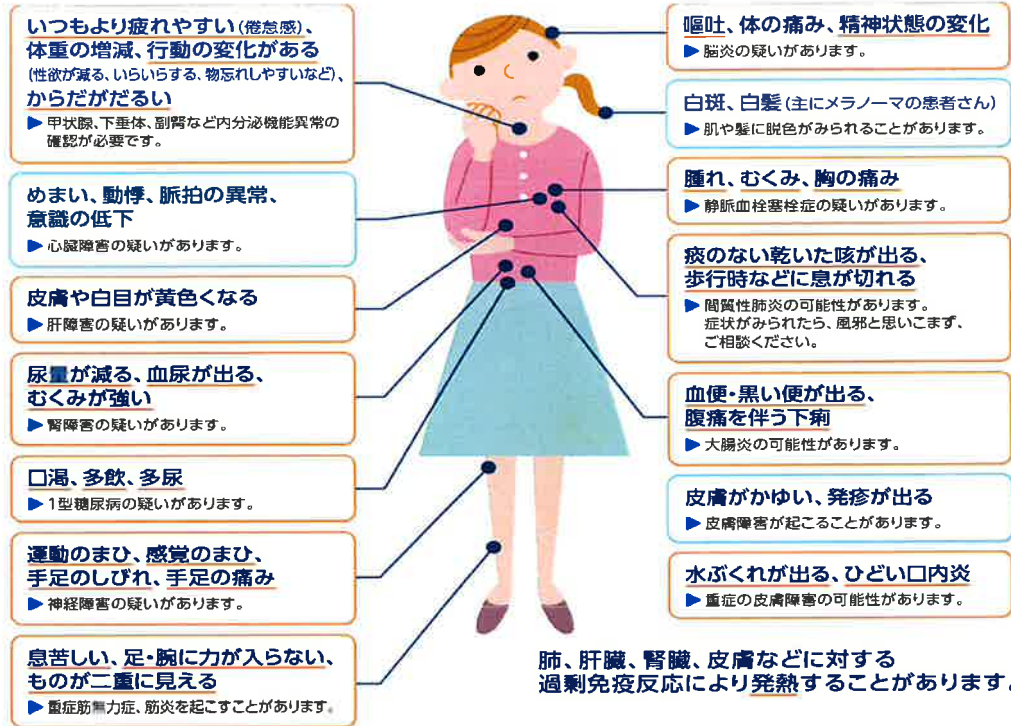 いつもより疲れやすい(倦怠感)、
体重の増減、行動の変化がある
(性欲が減る、いらいらする、物忘れしやすいなど)、
からだがだるい
▶ 甲状腺、下垂体、副腎など内分泌機能異常の
確認が必要です。
めまい、動悸、脈拍の異常、
意識の低下
▶ 心臓障害の疑いがあります。
皮膚や白目が黄色くなる
▶ 肝障害の疑いがあります。
尿量が減る、血尿が出る、
むくみが強い
▶ 腎障害の疑いがあります。
口渇、多飲、多尿
▶ 1型糖尿病の疑いがあります。
運動のまひ、感覚のまひ、
手足のしびれ、手足の痛み
▶ 神経障害の疑いがあります。
息苦しい、足・腕に力が入らない、
ものが二重に見える
▶ 重症筋無力症、筋炎を起こすことがあります。
嘔吐、体の痛み、精神状態の変化
▶ 脳炎の疑いがあります。
白斑、白髪(主にメラノーマの患者さん)
▶ 肌や髪に脱色がみられることがあります。
腫れ、むくみ、胸の痛み
▶ 静脈血栓塞栓症の疑いがあります。
痰のない乾いた咳が出る、
歩行時などに息が切れる
▶ 間質性肺炎の可能性があります。
症状がみられたら、風邪と思いこまず、
ご相談ください。
血便・黒い便が出る、
腹痛を伴う下痢
▶ 大腸炎の可能性があります。
皮膚がかゆい、発疹が出る
▶ 皮膚障害が起こることがあります。
水ぶくれが出る、ひどい口内炎
▶ 重症の皮膚障害の可能性があります。
肺、肝臓、腎臓、皮膚などに対する
過剰免疫反応により発熱することがあります。